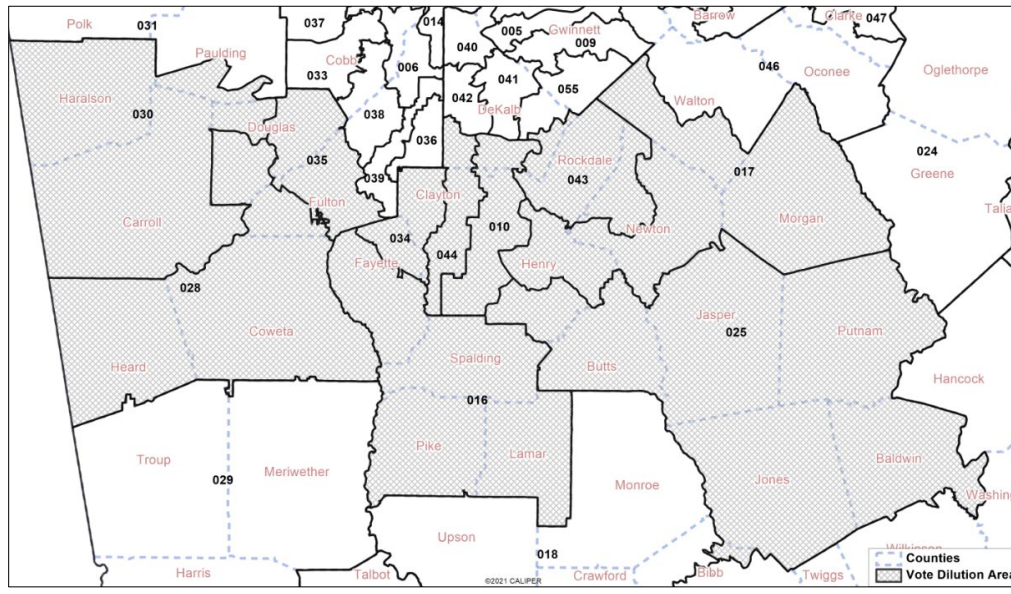 037
014
Barrow
Clarke
047
Polk
031
005
Gwinnett
009
Paulding
Cobb
040
046
Oconee
033
006
041
Oglethorpe
Haralson
055
030
038
042
DeKalb
Walton
Douglas
036
024
035
Rockdale
Greene
017
039
043
Fulton
Clayton
Talia
Carroll
Morgan
034
010
Newton
044
Fayette
Henry
028
Jasper
Coweta
025
Putnam
Heard
Spalding
Butts
Hancock
016
Pike
Lamar
Troup
Meriwether
029
Monroe
Jones
Baldwin
Washing
Upson
018
Harris
Talbot
©2021 CALIPER
Crawford
Bibb
Twiggs
Wilkinson
Counties
Vote Dilution Area